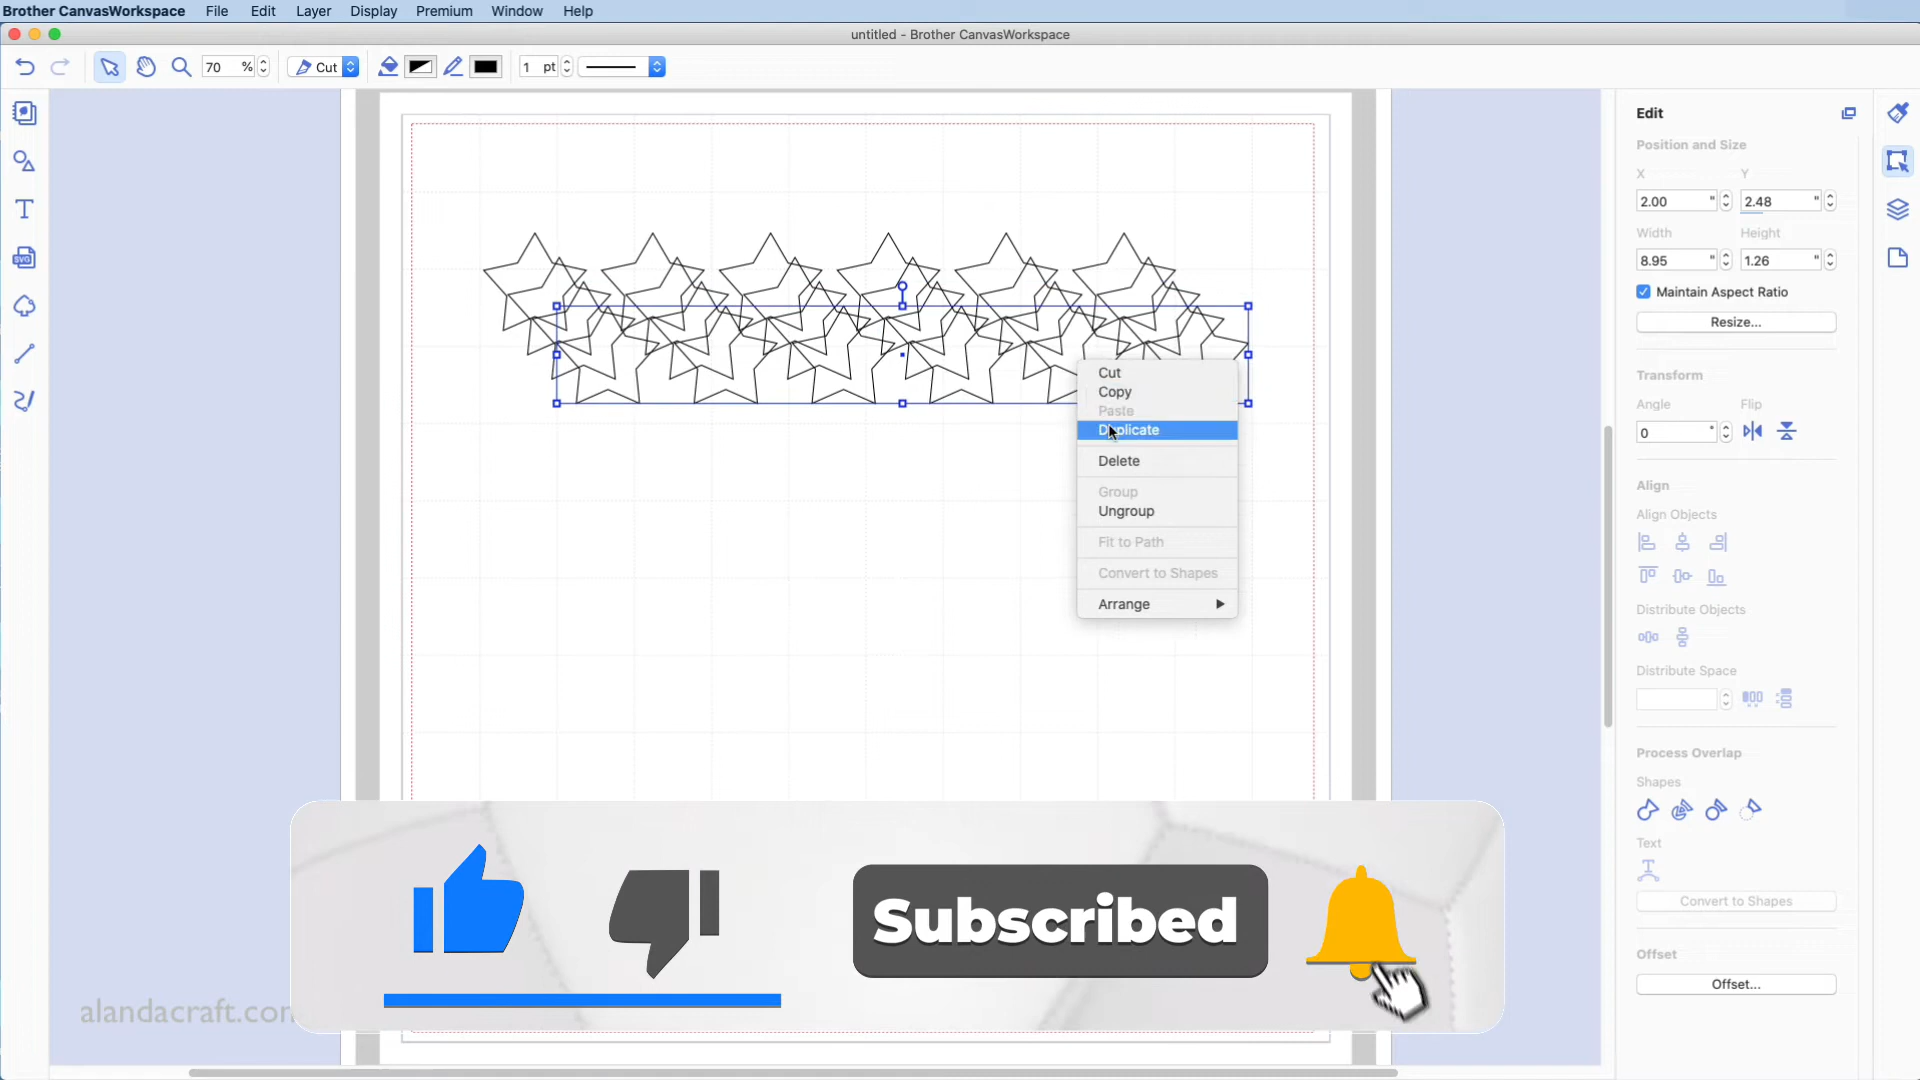 Brother CanvasWorkspace File Edit Layer Display Premium Window Help
untitled - Brother CanvasWorkspace
70 % Cut 1 pt
Edit
Position and Size
X Y
2.00 " 2.48 "
Width Height
8.95 " 1.26 "
Maintain Aspect Ratio
Resize...
Transform
Angle Flip
0 °
Align
Align Objects
Distribute Objects
Distribute Space
Process Overlap
Shapes
Text
Convert to Shapes
Offset
Offset...
SVG
Cut
Copy
Paste
Duplicate
Delete
Group
Ungroup
Fit to Path
Convert to Shapes
Arrange
Subscribed
alandacraft.com